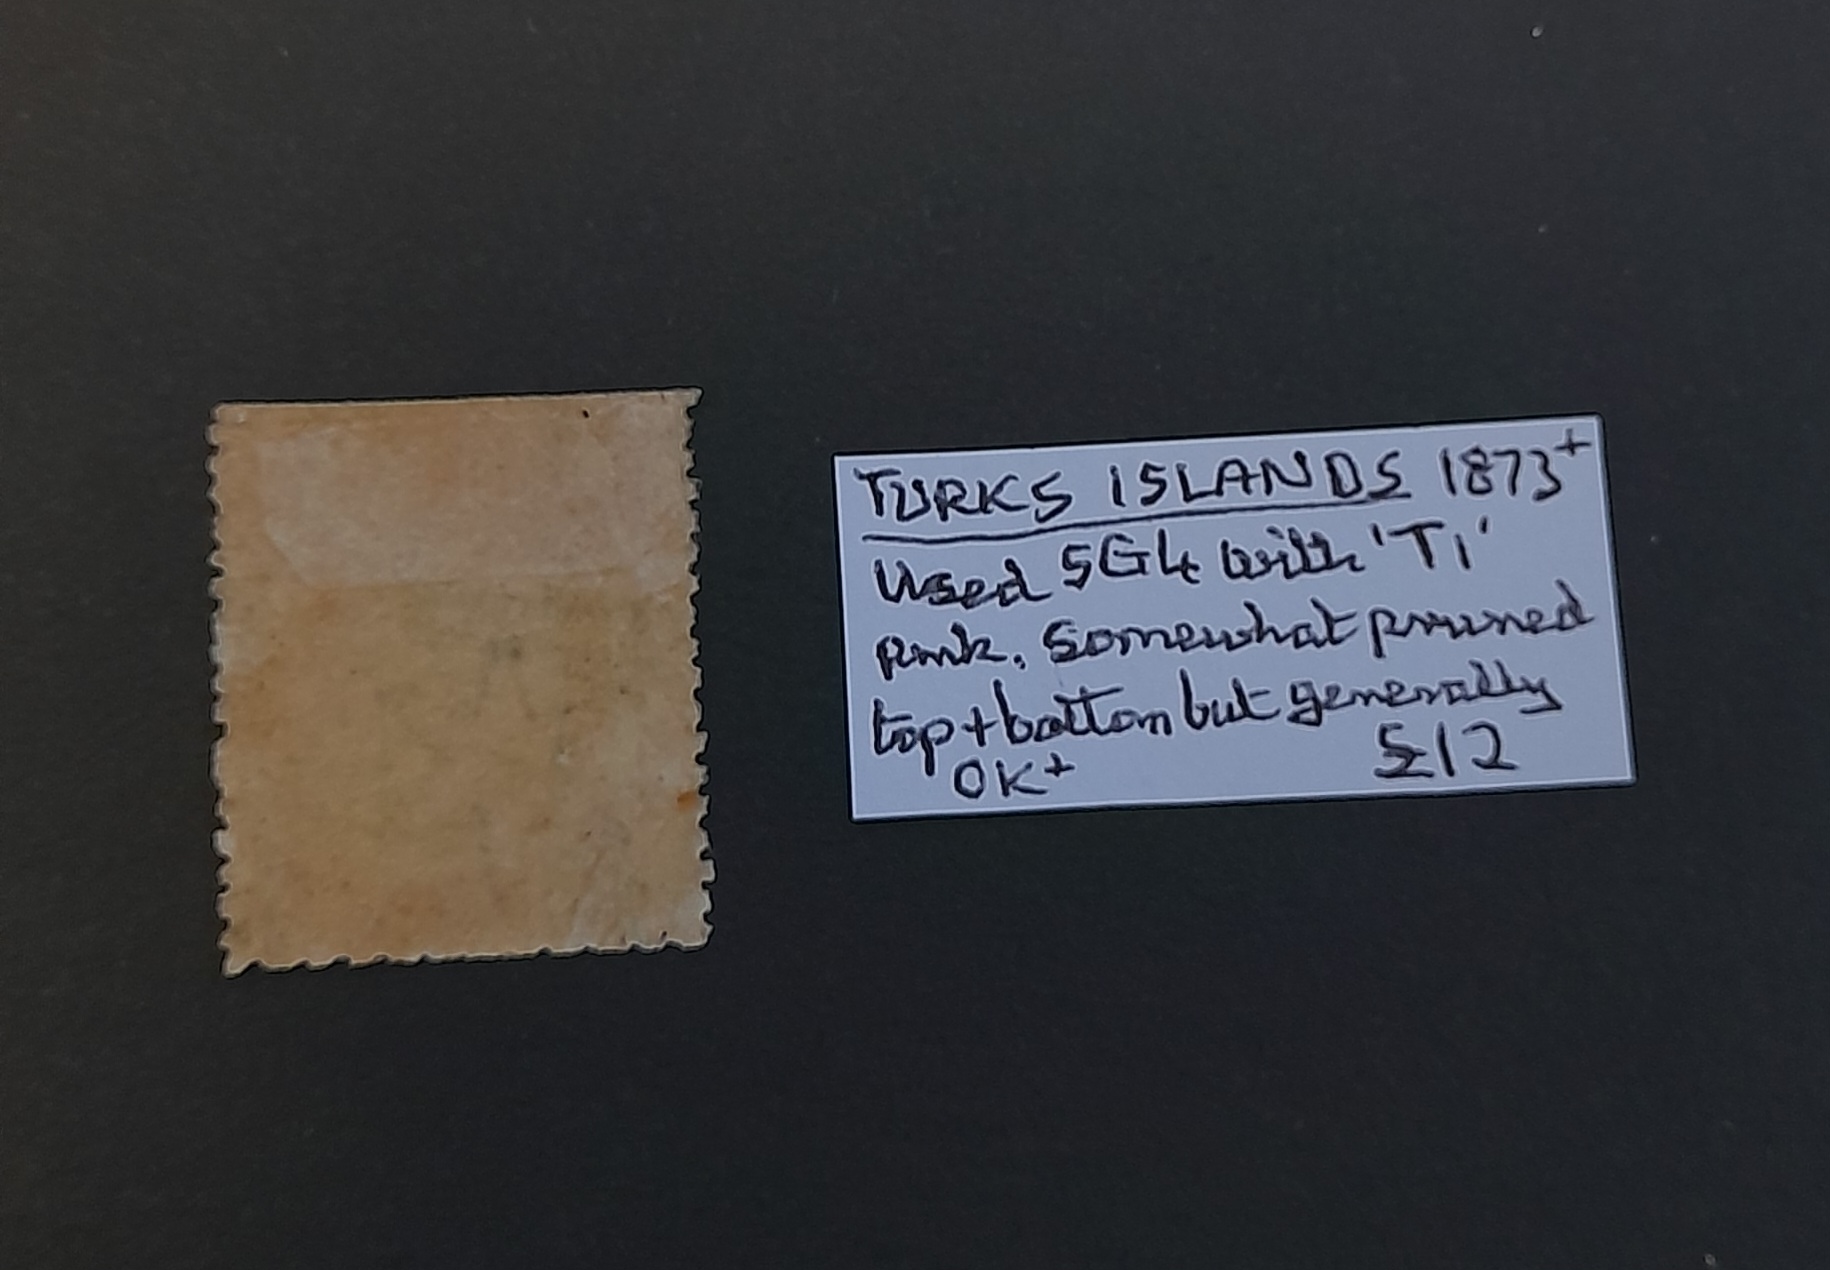 TURKS ISLANDS 1873+
Used SG4 with 'T1'
pmk. Somewhat pruned
top + bottom but generally
OK+ £12